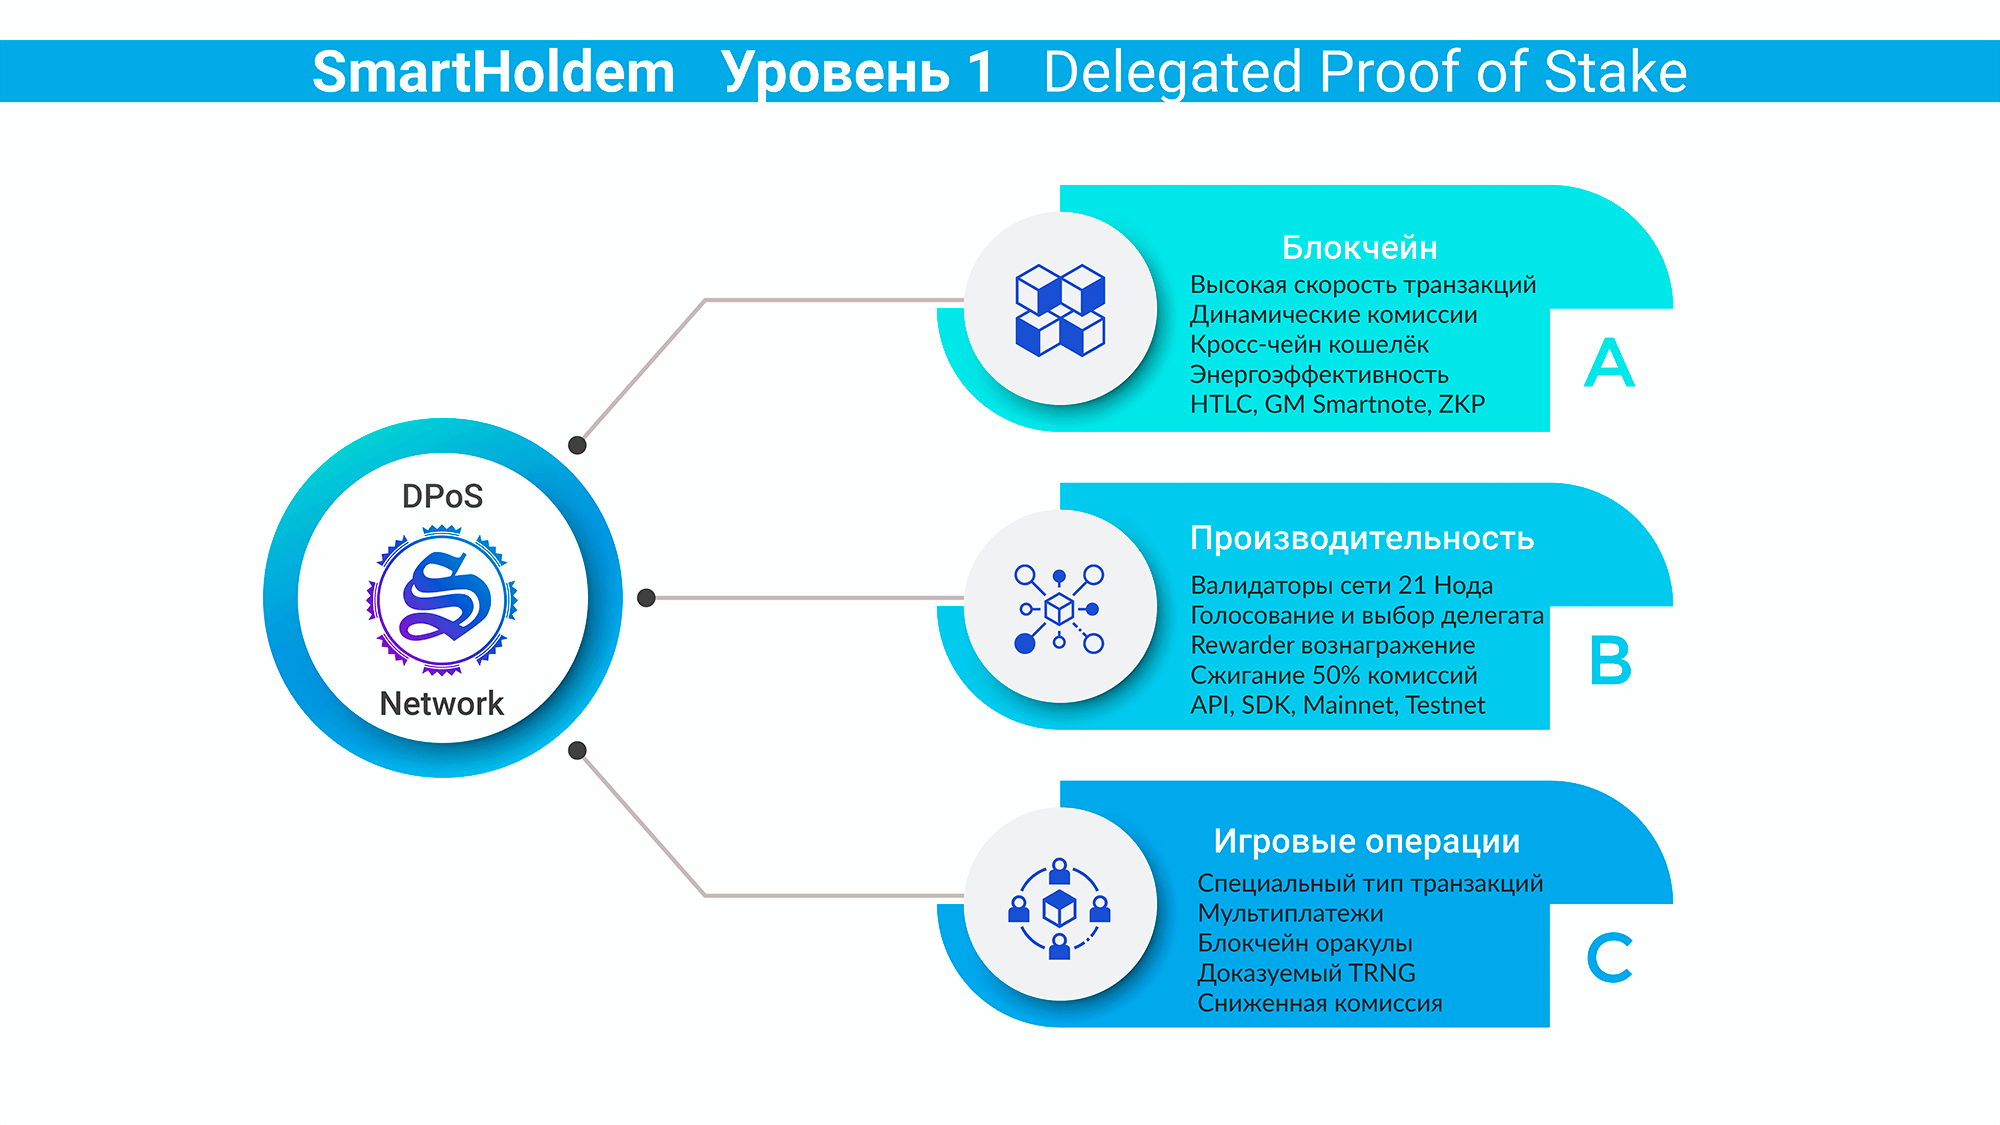 SmartHoldem Уровень 1 Delegated Proof of Stake
DPoS
S
Network
Блокчейн
Высокая скорость транзакций
Динамические комиссии
Кросс-чейн кошелёк
Энергоэффективность
HTLC, GM Smartnote, ZKP
A
Производительность
Валидаторы сети 21 Нода
Голосование и выбор делегата
Rewarder вознагражение
Сжигание 50% комиссий
API, SDK, Mainnet, Testnet
B
Игровые операции
Специальный тип транзакций
Мультиплатежи
Блокчейн оракулы
Доказуемый TRNG
Сниженная комиссия
C